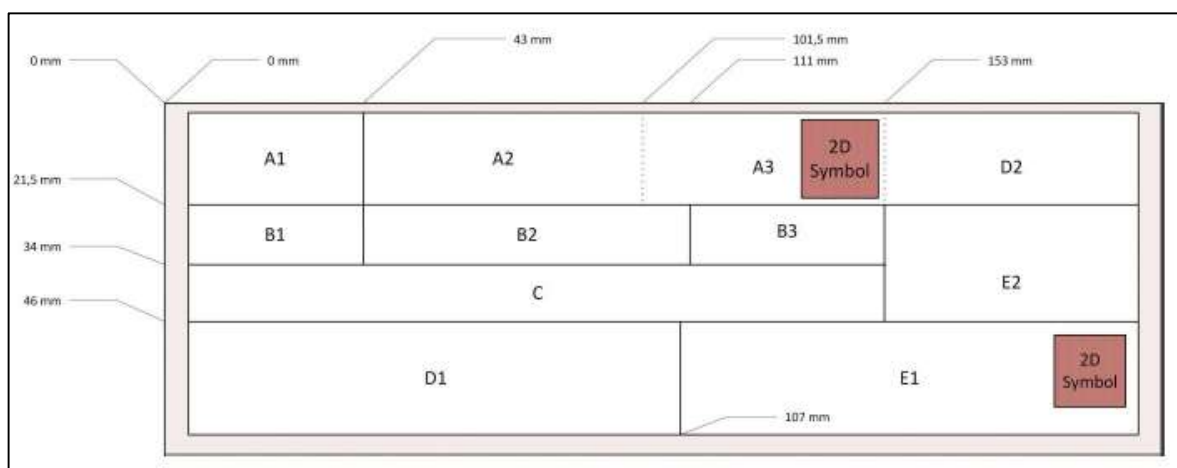 43 mm
101,5 mm
0 mm
0 mm
111 mm
153 mm
A1
A2
A3
2D
Symbol
D2
21,5 mm
B1
B2
B3
34 mm
C
E2
46 mm
D1
E1
2D
Symbol
107 mm